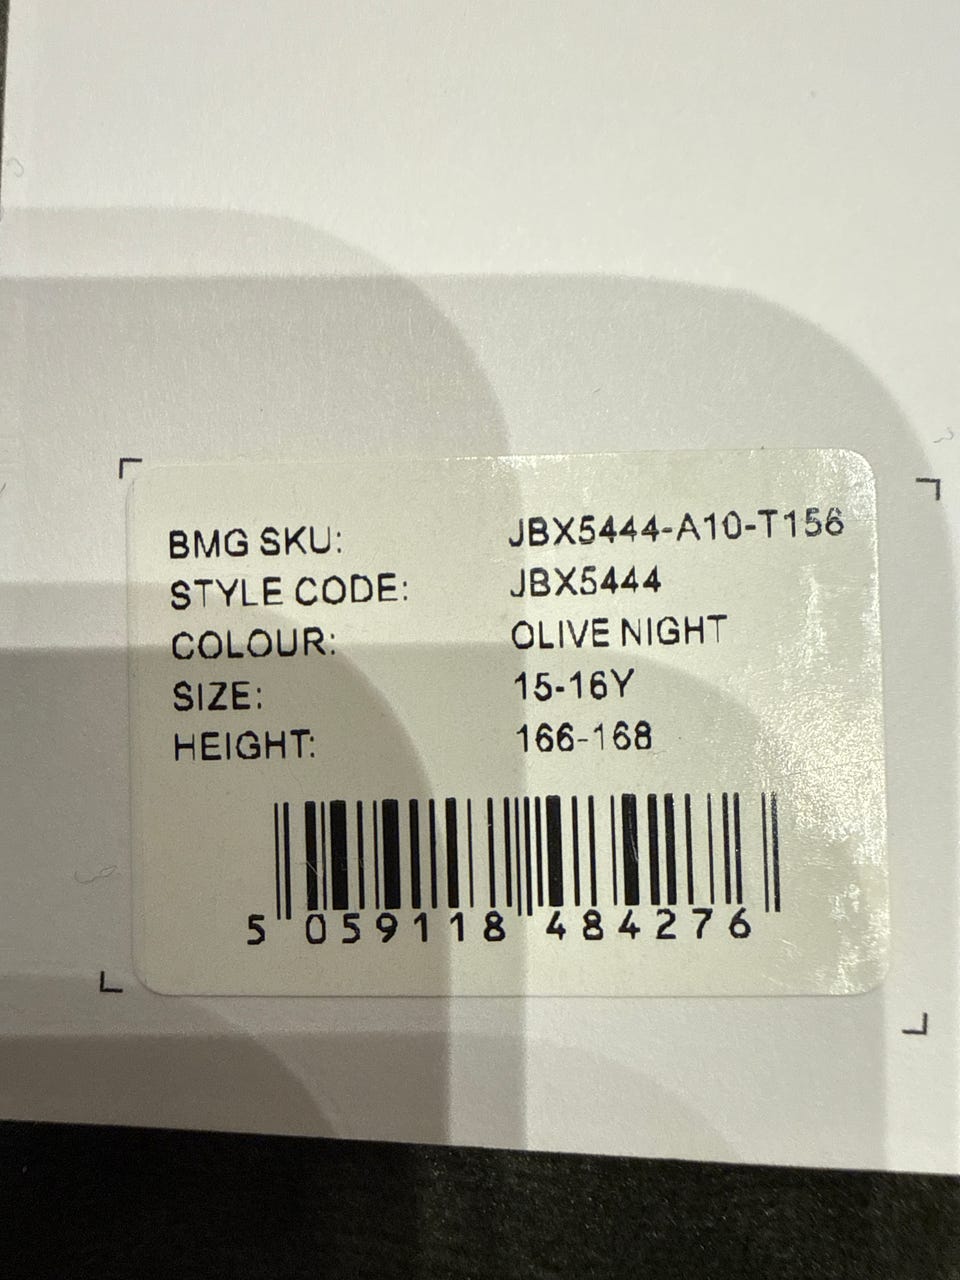 BMG SKU: JBX5444-A10-T156
STYLE CODE: JBX5444
COLOUR: OLIVE NIGHT
SIZE: 15-16Y
HEIGHT: 166-168
5 059118 484276